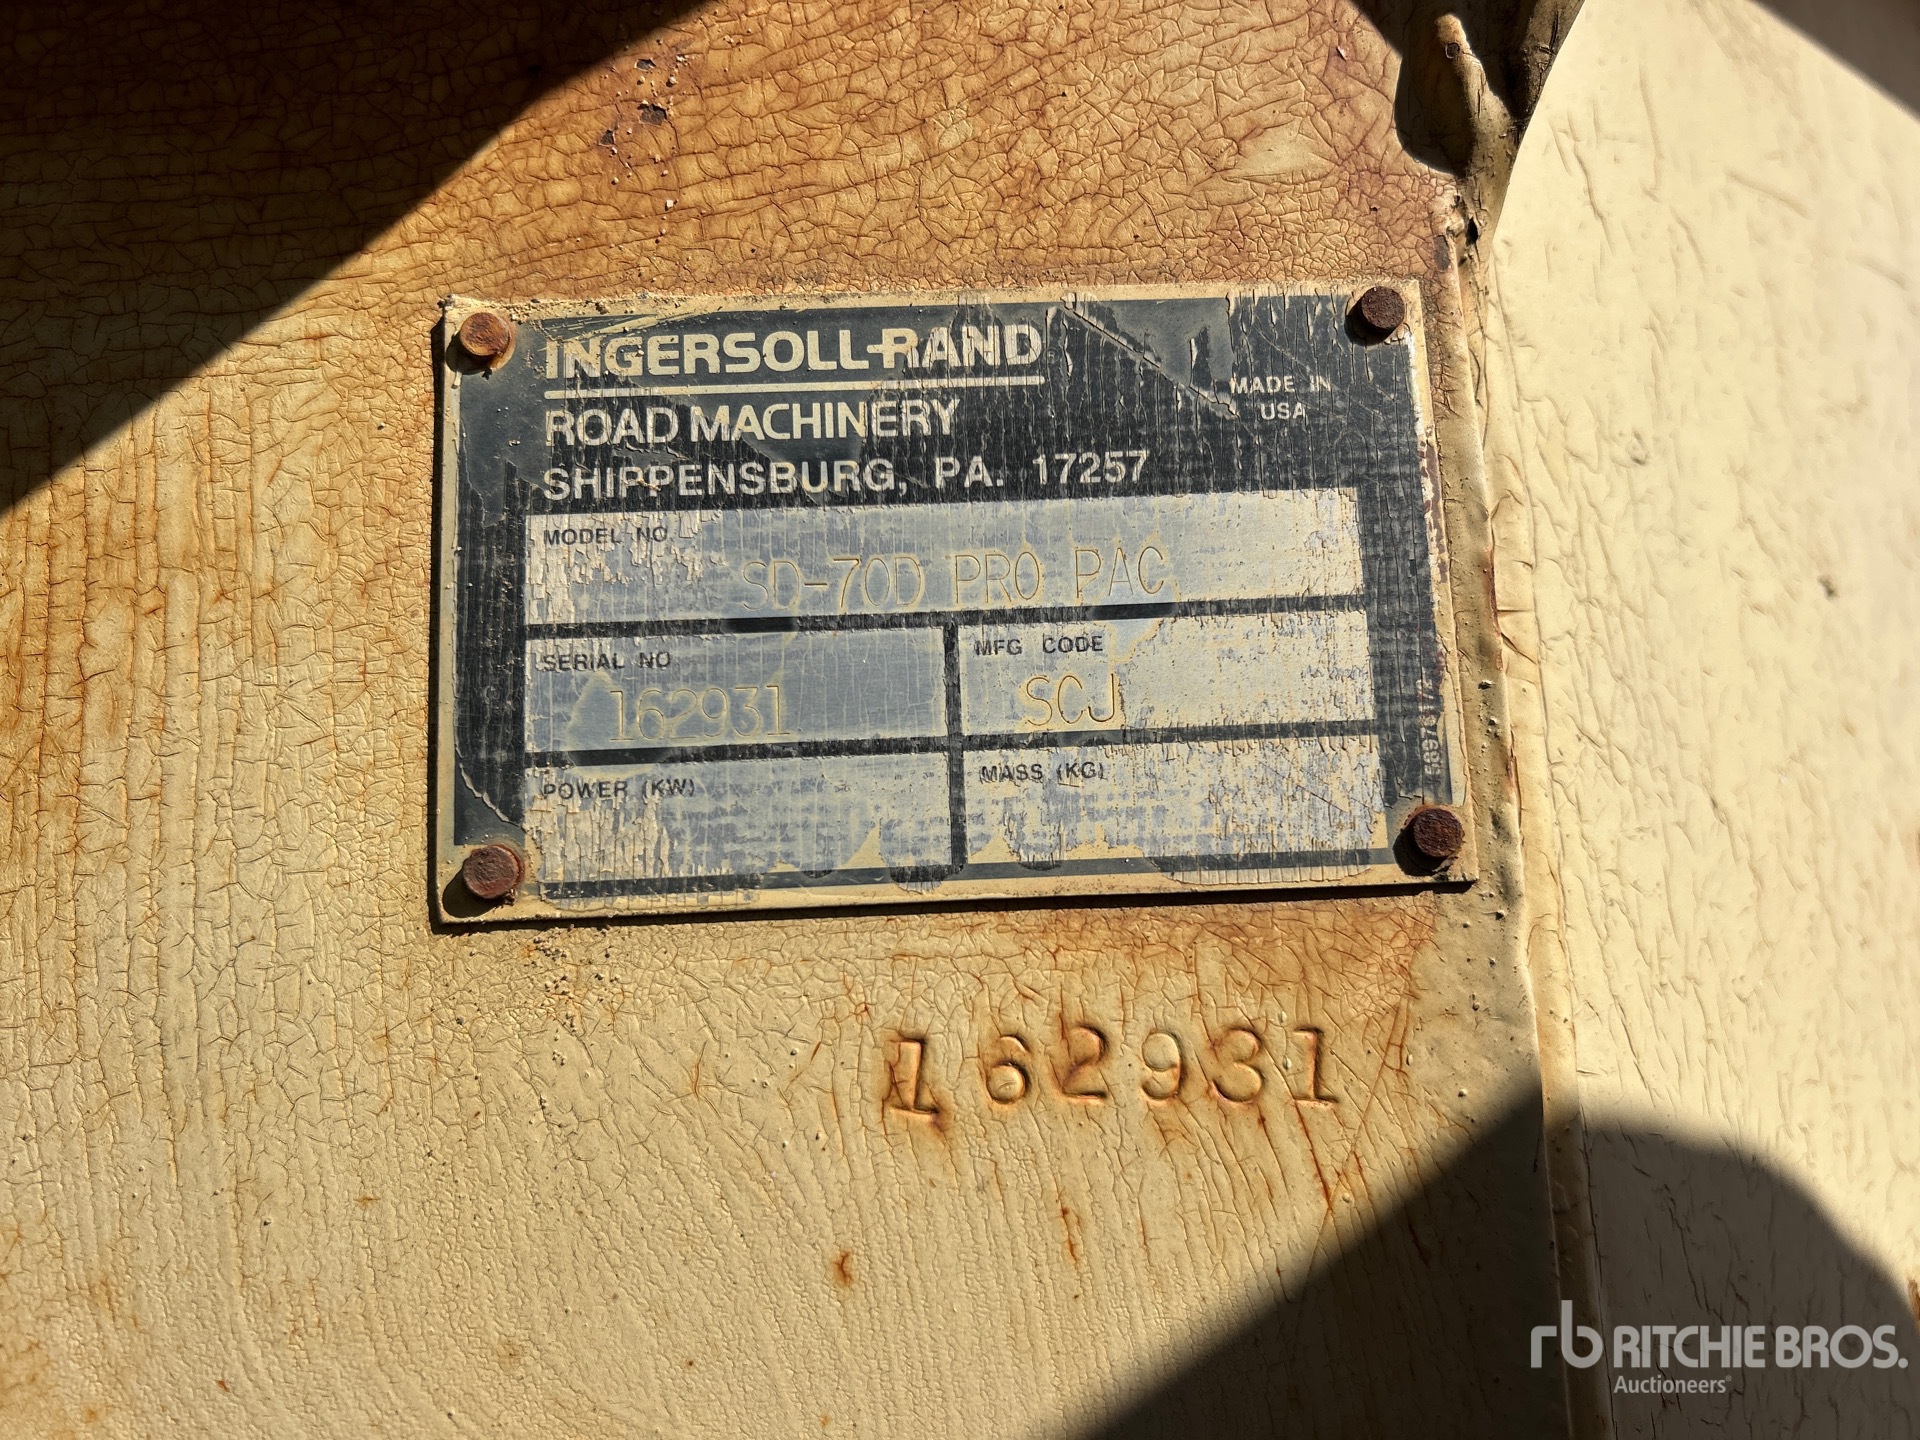 INGERSOLL-RAND
MADE IN
USA
ROAD MACHINERY
SHIPPENSBURG, PA. 17257
MODEL NO.
SD-70D PRO PAC
SERIAL NO.
162931
MFG CODE
SCJ
POWER (KW)
MASS (KG)
162931
rb RITCHIE BROS.
Auctioneers